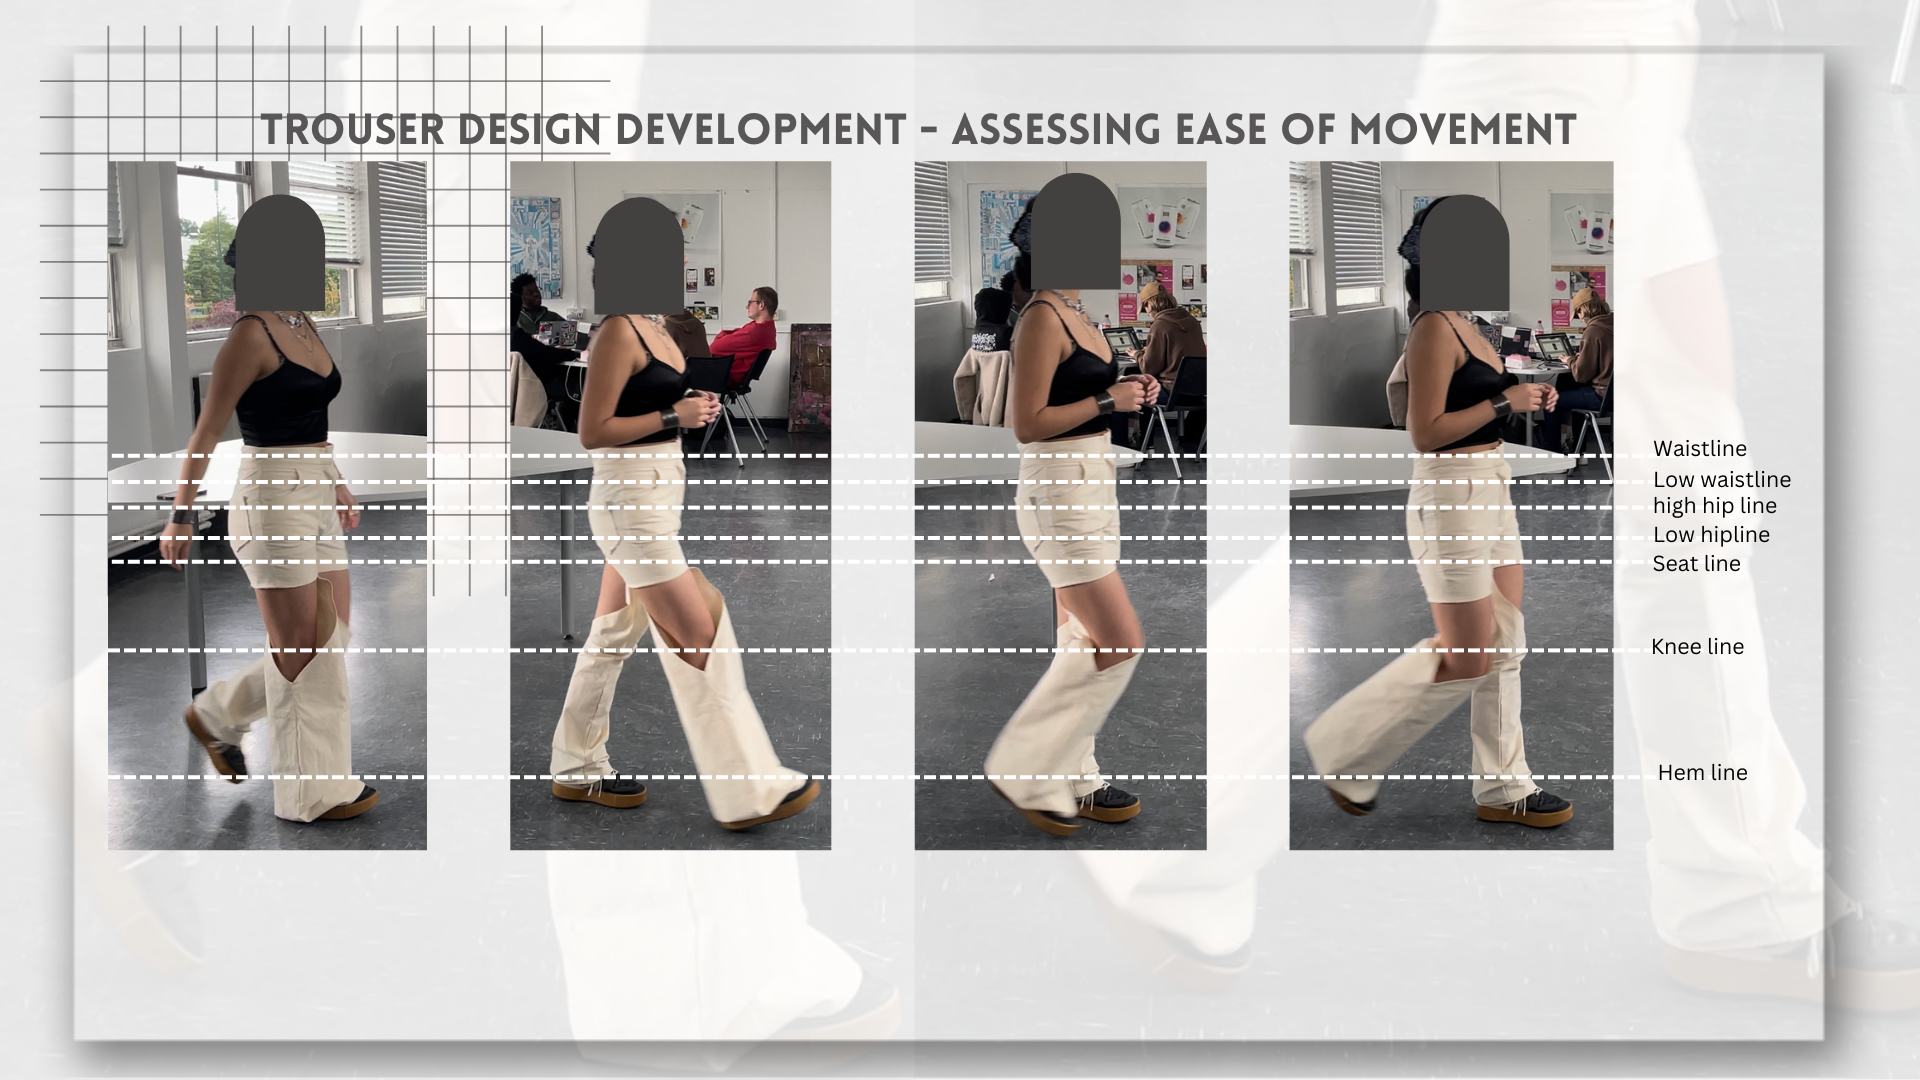 TROUSER DESIGN DEVELOPMENT - ASSESSING EASE OF MOVEMENT
Waistline
Low waistline
high hip line
Low hipline
Seat line
Knee line
Hem line